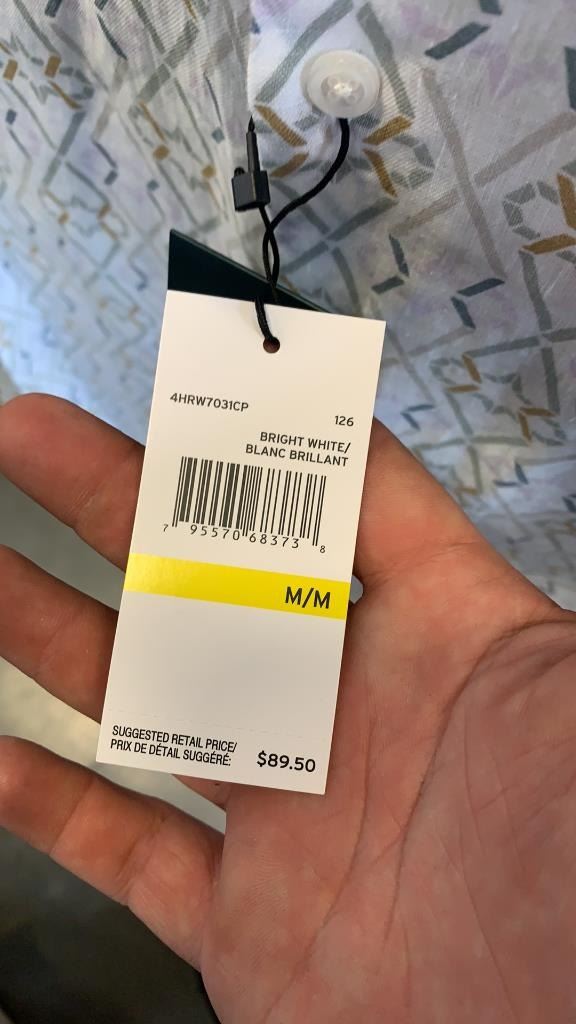 4HRW7031CP
126
BRIGHT WHITE/
BLANC BRILLANT
7 95570 68373 8
M/M
SUGGESTED RETAIL PRICE/
PRIX DE DÉTAIL SUGGÉRÉ: $89.50